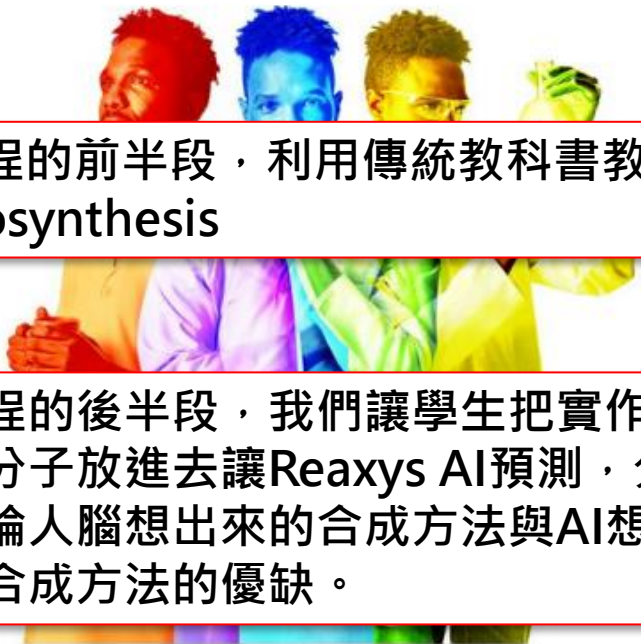 程的前半段,利用傳統教科書教
osynthesis
程的後半段,我們讓學生把實作
分子放進去讓Reaxys AI預測,
論人腦想出來的合成方法與AI想
合成方法的優缺。